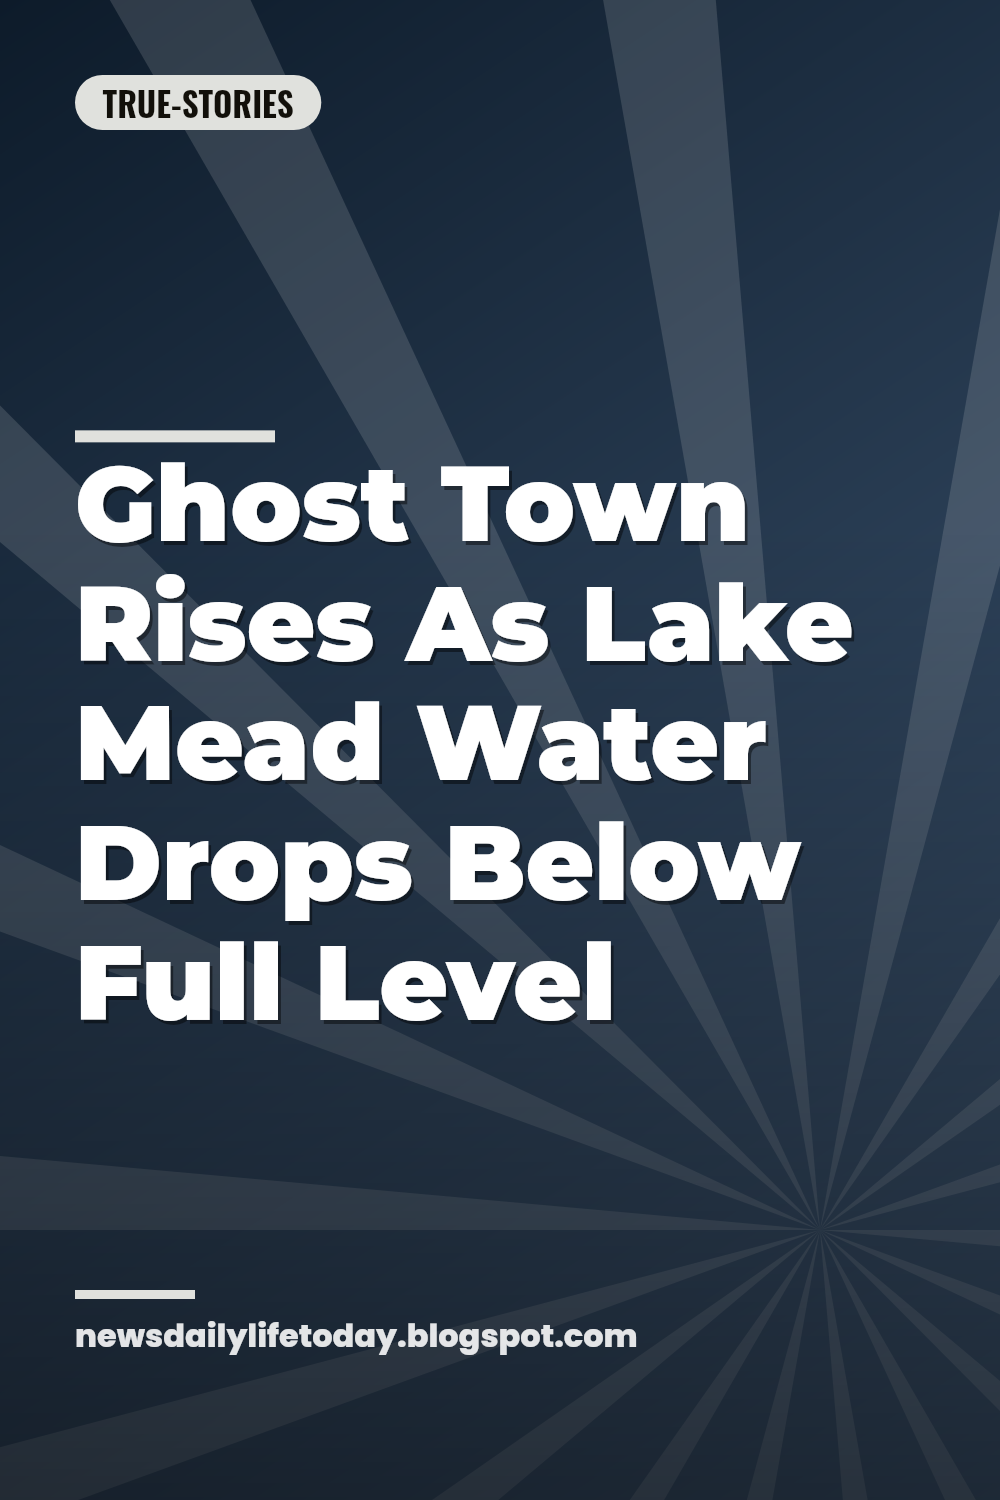 TRUE-STORIES
Ghost Town
Rises As Lake
Mead Water
Drops Below
Full Level
newsdailylifetoday.blogspot.com